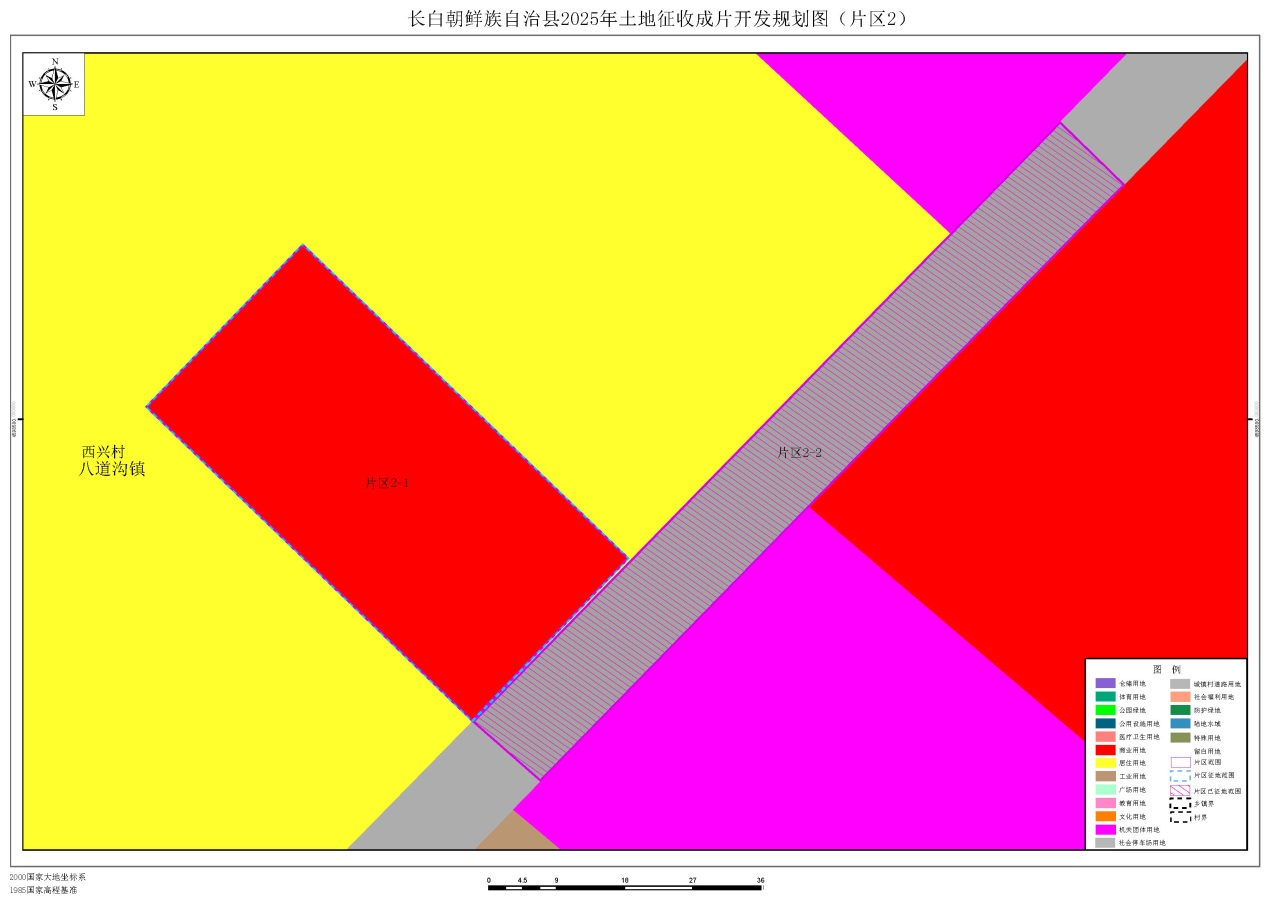 长白朝鲜族自治县2025年土地征收成片开发规划图（片区2）
N
W E
S
西兴村
八道沟镇
片区2-1
片区2-2
图 例
仓储用地
体育用地
公园绿地
公用设施用地
医疗卫生用地
商业用地
居住用地
工业用地
广场用地
教育用地
文化用地
机关团体用地
社会停车场用地
城镇村道路用地
社会福利用地
防护绿地
陆地水域
特殊用地
留白用地
片区范围
片区征地范围
片区已征地范围
乡镇界
村界
2000国家大地坐标系
1985国家高程基准
0 4.5 9 18 27 36